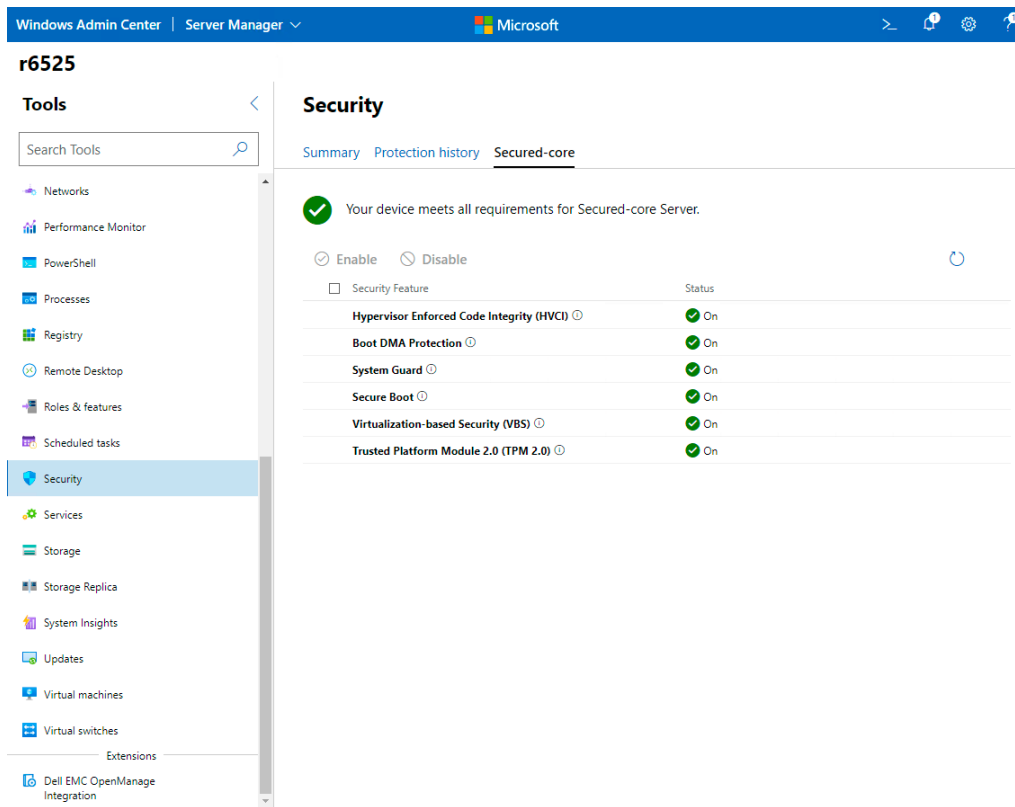 Windows Admin Center | Server Manager
Microsoft
1
1
r6525
Tools
Search Tools
Networks
Performance Monitor
PowerShell
Processes
Registry
Remote Desktop
Roles & features
Scheduled tasks
Security
Services
Storage
Storage Replica
System Insights
Updates
Virtual machines
Virtual switches
Extensions
Dell EMC OpenManage
Integration
Security
Summary Protection history Secured-core
Your device meets all requirements for Secured-core Server.
Enable Disable
Security Feature Status
Hypervisor Enforced Code Integrity (HVCI) On
Boot DMA Protection On
System Guard On
Secure Boot On
Virtualization-based Security (VBS) On
Trusted Platform Module 2.0 (TPM 2.0) On